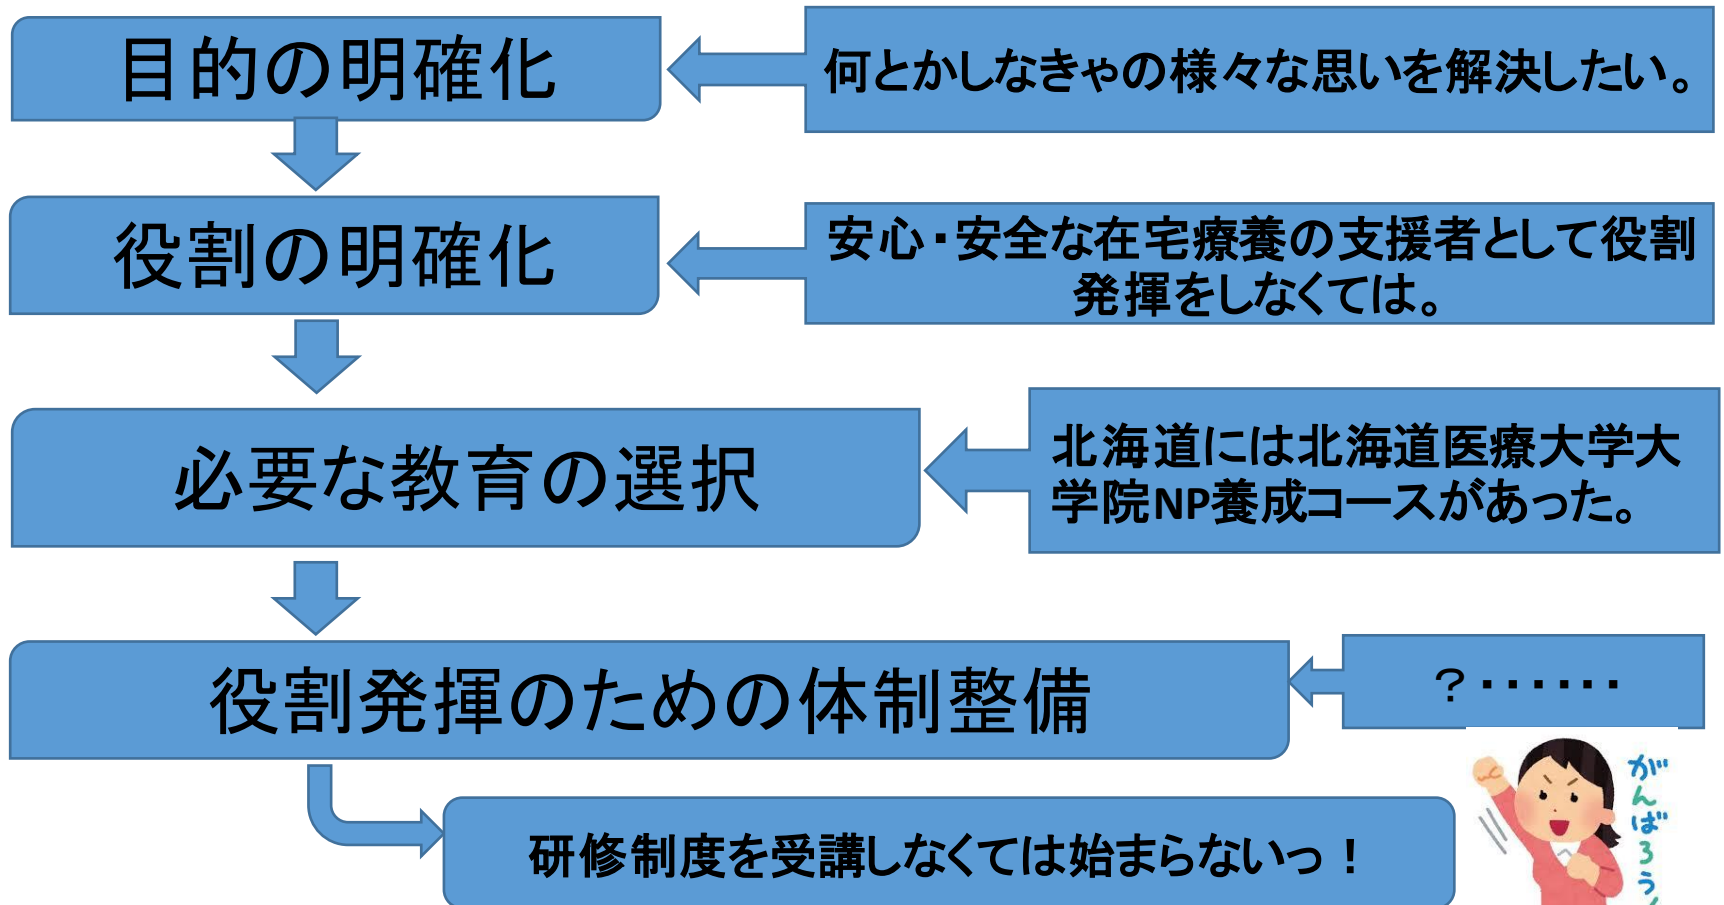 目的の明確化
何とかしなきゃの様々な思いを解決したい。
役割の明確化
安心・安全な在宅療養の支援者として役割
発揮をしなくては。
必要な教育の選択
北海道には北海道医療大学大
学院NP養成コースがあった。
役割発揮のための体制整備
？・・・・・・
研修制度を受講しなくては始まらないっ！
がんばろう